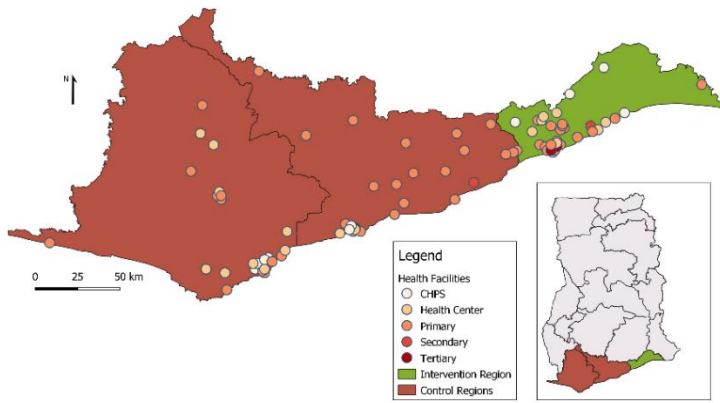 N
0 25 50 km
Legend
Health Facilities
CHPS
Health Center
Primary
Secondary
Tertiary
Intervention Region
Control Regions